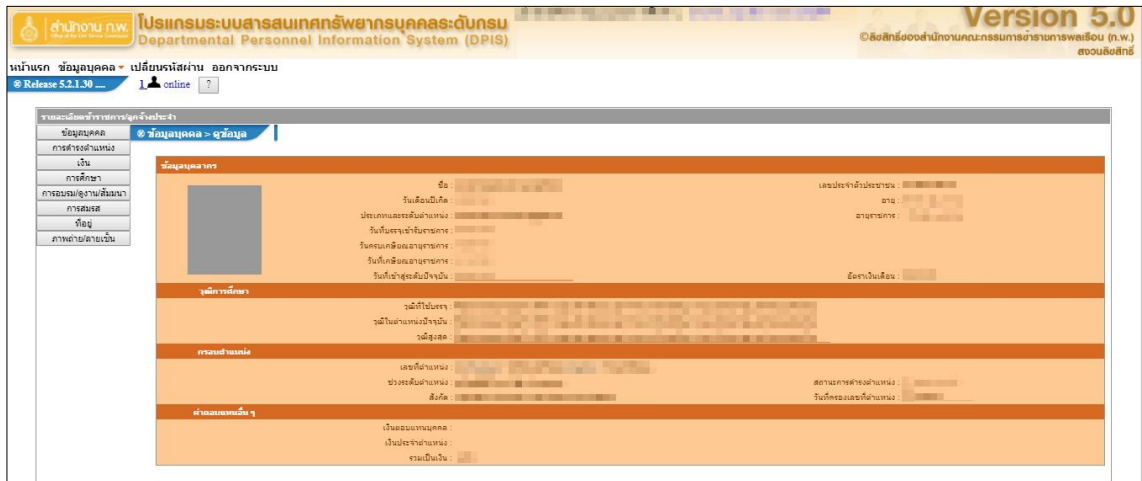 สำนักงาน ก.พ.
โปรแกรมระบบสารสนเทศทรัพยากรบุคคลระดับกรม
Departmental Personnel Information System (DPIS)
Version 5.0
©ลิขสิทธิ์ของสำนักงานคณะกรรมการข้าราชการพลเรือน (ก.พ.)
สงวนลิขสิทธิ์
หน้าแรก ข้อมูลบุคคล เปลี่ยนรหัสผ่าน ออกจากระบบ
® Release 5.2.1.30 ....
1 online ?
รายละเอียดข้าราชการ/ลูกจ้างประจำ
ข้อมูลบุคคล
® ข้อมูลบุคคล > ดูข้อมูล
การดำรงตำแหน่ง
เงิน
การศึกษา
การอบรม/ดูงาน/สัมมนา
การสมรส
ที่อยู่
ภาพถ่าย/ลายเซ็น
ข้อมูลบุคลากร
ชื่อ :
เลขประจำตัวประชาชน :
วันเดือนปีเกิด :
อายุ :
ประเภทและระดับตำแหน่ง :
อายุราชการ :
วันที่บรรจุเข้ารับราชการ :
วันครบเกษียณอายุราชการ :
วันที่เกษียณอายุราชการ :
วันที่เข้าสู่ระดับปัจจุบัน :
อัตราเงินเดือน :
วุฒิการศึกษา
วุฒิที่ใช้บรรจุ :
วุฒิในตำแหน่งปัจจุบัน :
วุฒิสูงสุด :
กรอบตำแหน่ง
เลขที่ตำแหน่ง :
ช่วงระดับตำแหน่ง :
สถานะการดำรงตำแหน่ง :
สังกัด :
วันที่ครองเลขที่ตำแหน่ง :
ค่าตอบแทนอื่น ๆ
เงินตอบแทนบุคคล :
เงินประจำตำแหน่ง :
รวมเป็นเงิน :